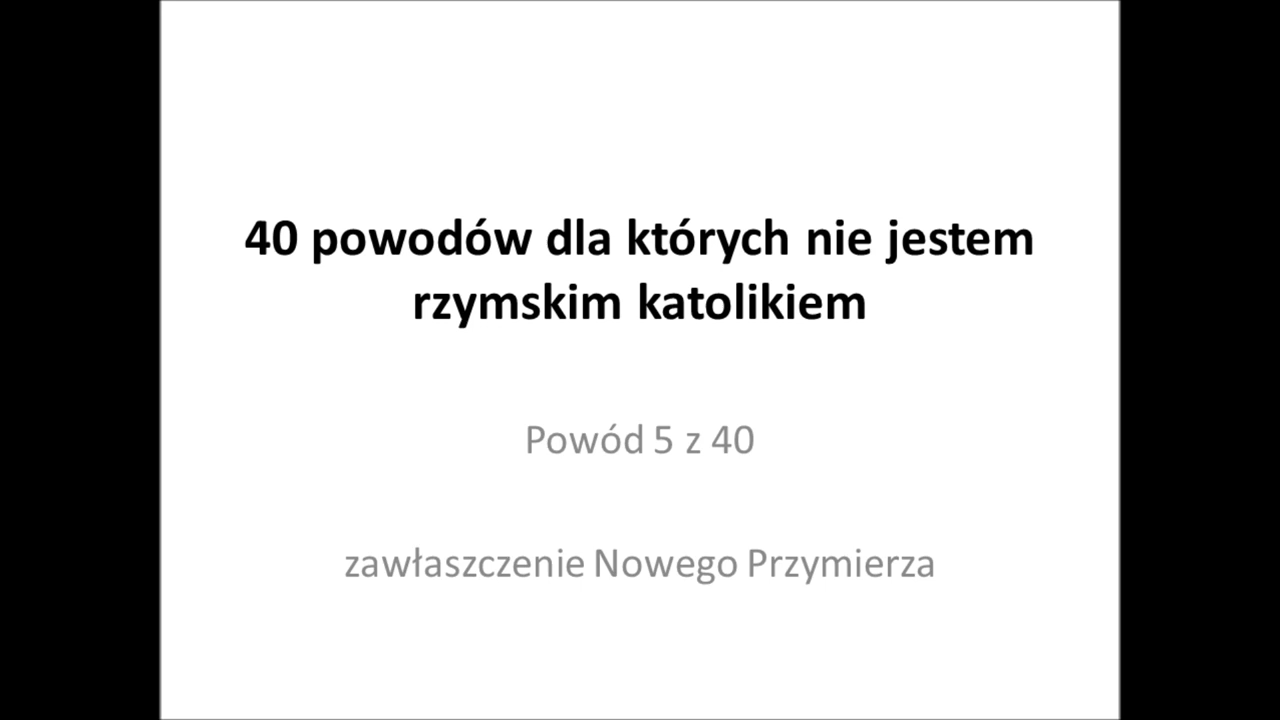 40 powodów dla których nie jestem
rzymskim katolikiem
Powód 5 z 40
zawłaszczenie Nowego Przymierza